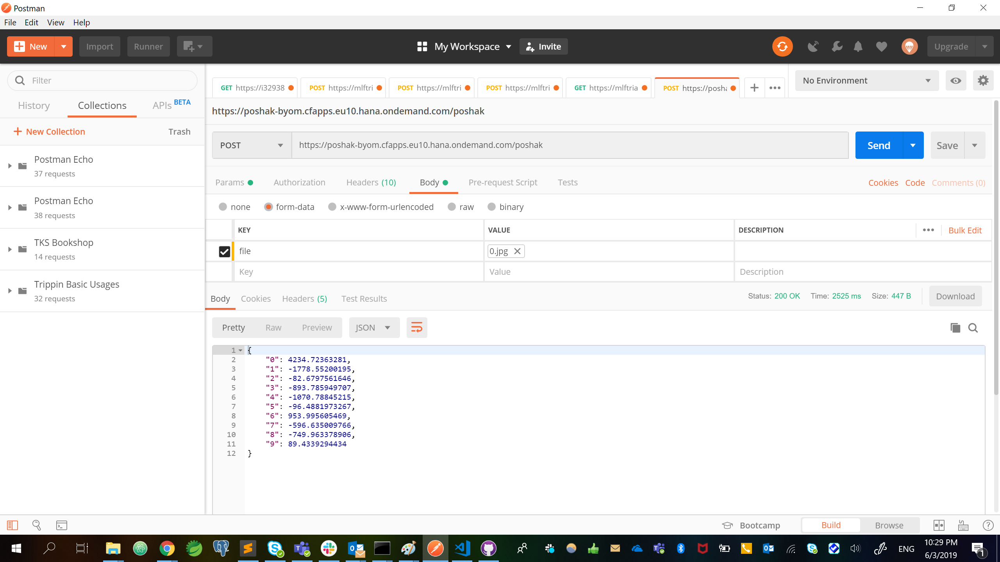 Postman
File Edit View Help
New Import Runner My Workspace Invite Upgrade
Filter
History Collections APIs BETA
New Collection Trash
Postman Echo
37 requests
Postman Echo
38 requests
TKS Bookshop
14 requests
Trippin Basic Usages
32 requests
GET https://i32938 POST https://mlftri POST https://mlftri POST https://mlftri GET https://mlftria POST https://posha No Environment
https://poshak-byom.cfapps.eu10.hana.ondemand.com/poshak
POST https://poshak-byom.cfapps.eu10.hana.ondemand.com/poshak Send Save
Params Authorization Headers (10) Body Pre-request Script Tests Cookies Code Comments (0)
none form-data x-www-form-urlencoded raw binary
KEY VALUE DESCRIPTION Bulk Edit
file 0.jpg
Key Value Description
Body Cookies Headers (5) Test Results Status: 200 OK Time: 2525 ms Size: 447 B Download
Pretty Raw Preview JSON
1 {
2 "0": 4234.72363281,
3 "1": -1778.55200195,
4 "2": -82.6797561646,
5 "3": -893.785949707,
6 "4": -1070.78845215,
7 "5": -96.4881973267,
8 "6": 953.995605469,
9 "7": -596.635009766,
10 "8": -749.963378906,
11 "9": 89.4339294434
12 }
Bootcamp Build Browse
ENG 10:29 PM
6/3/2019 1